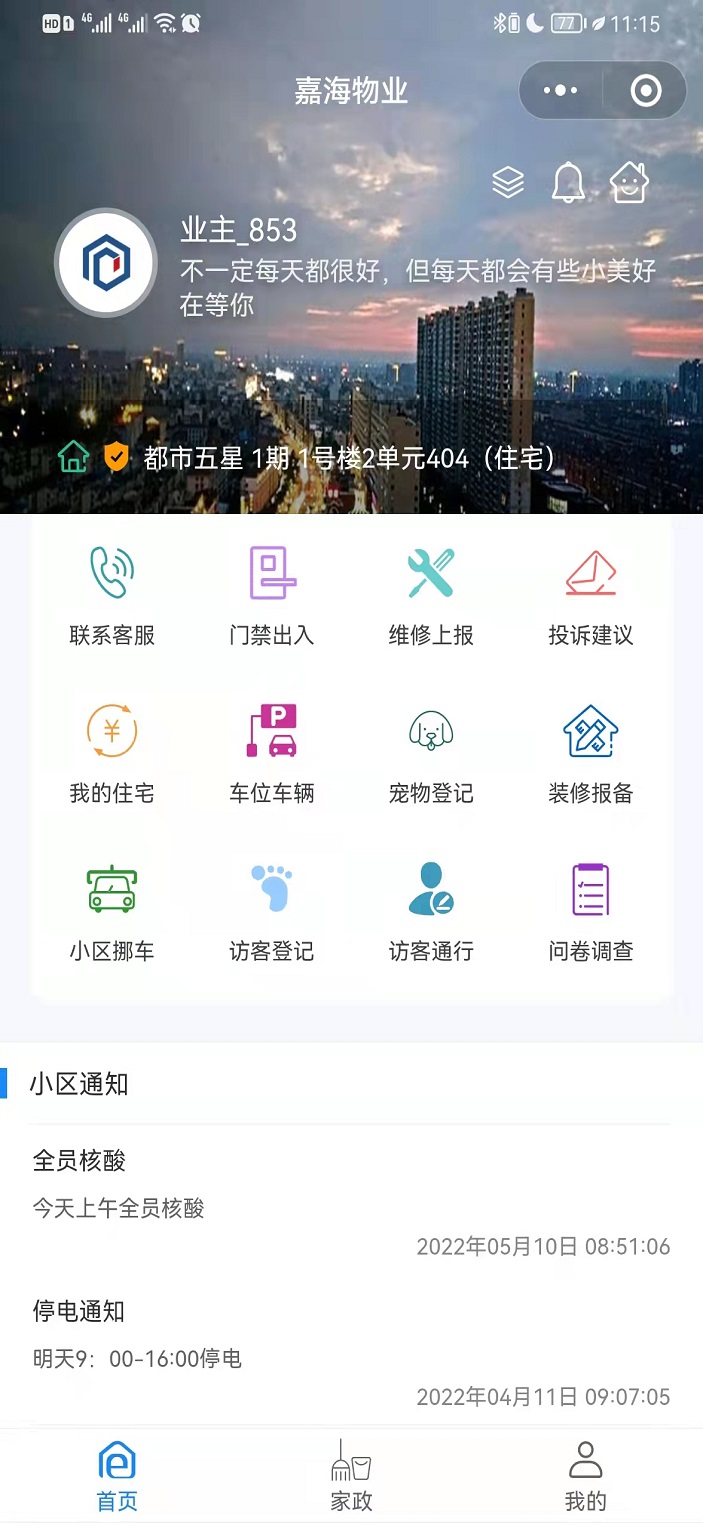 HD 1 4G 4G 77 11:15
嘉海物业
业主_853
不一定每天都很好，但每天都会有些小美好
在等你
都市五星 1期 1号楼2单元404（住宅）
联系客服 门禁出入 维修上报 投诉建议
¥ P
我的住宅 车位车辆 宠物登记 装修报备
小区挪车 访客登记 访客通行 问卷调查
小区通知
全员核酸
今天上午全员核酸
2022年05月10日 08:51:06
停电通知
明天9：00-16:00停电
2022年04月11日 09:07:05
首页 家政 我的